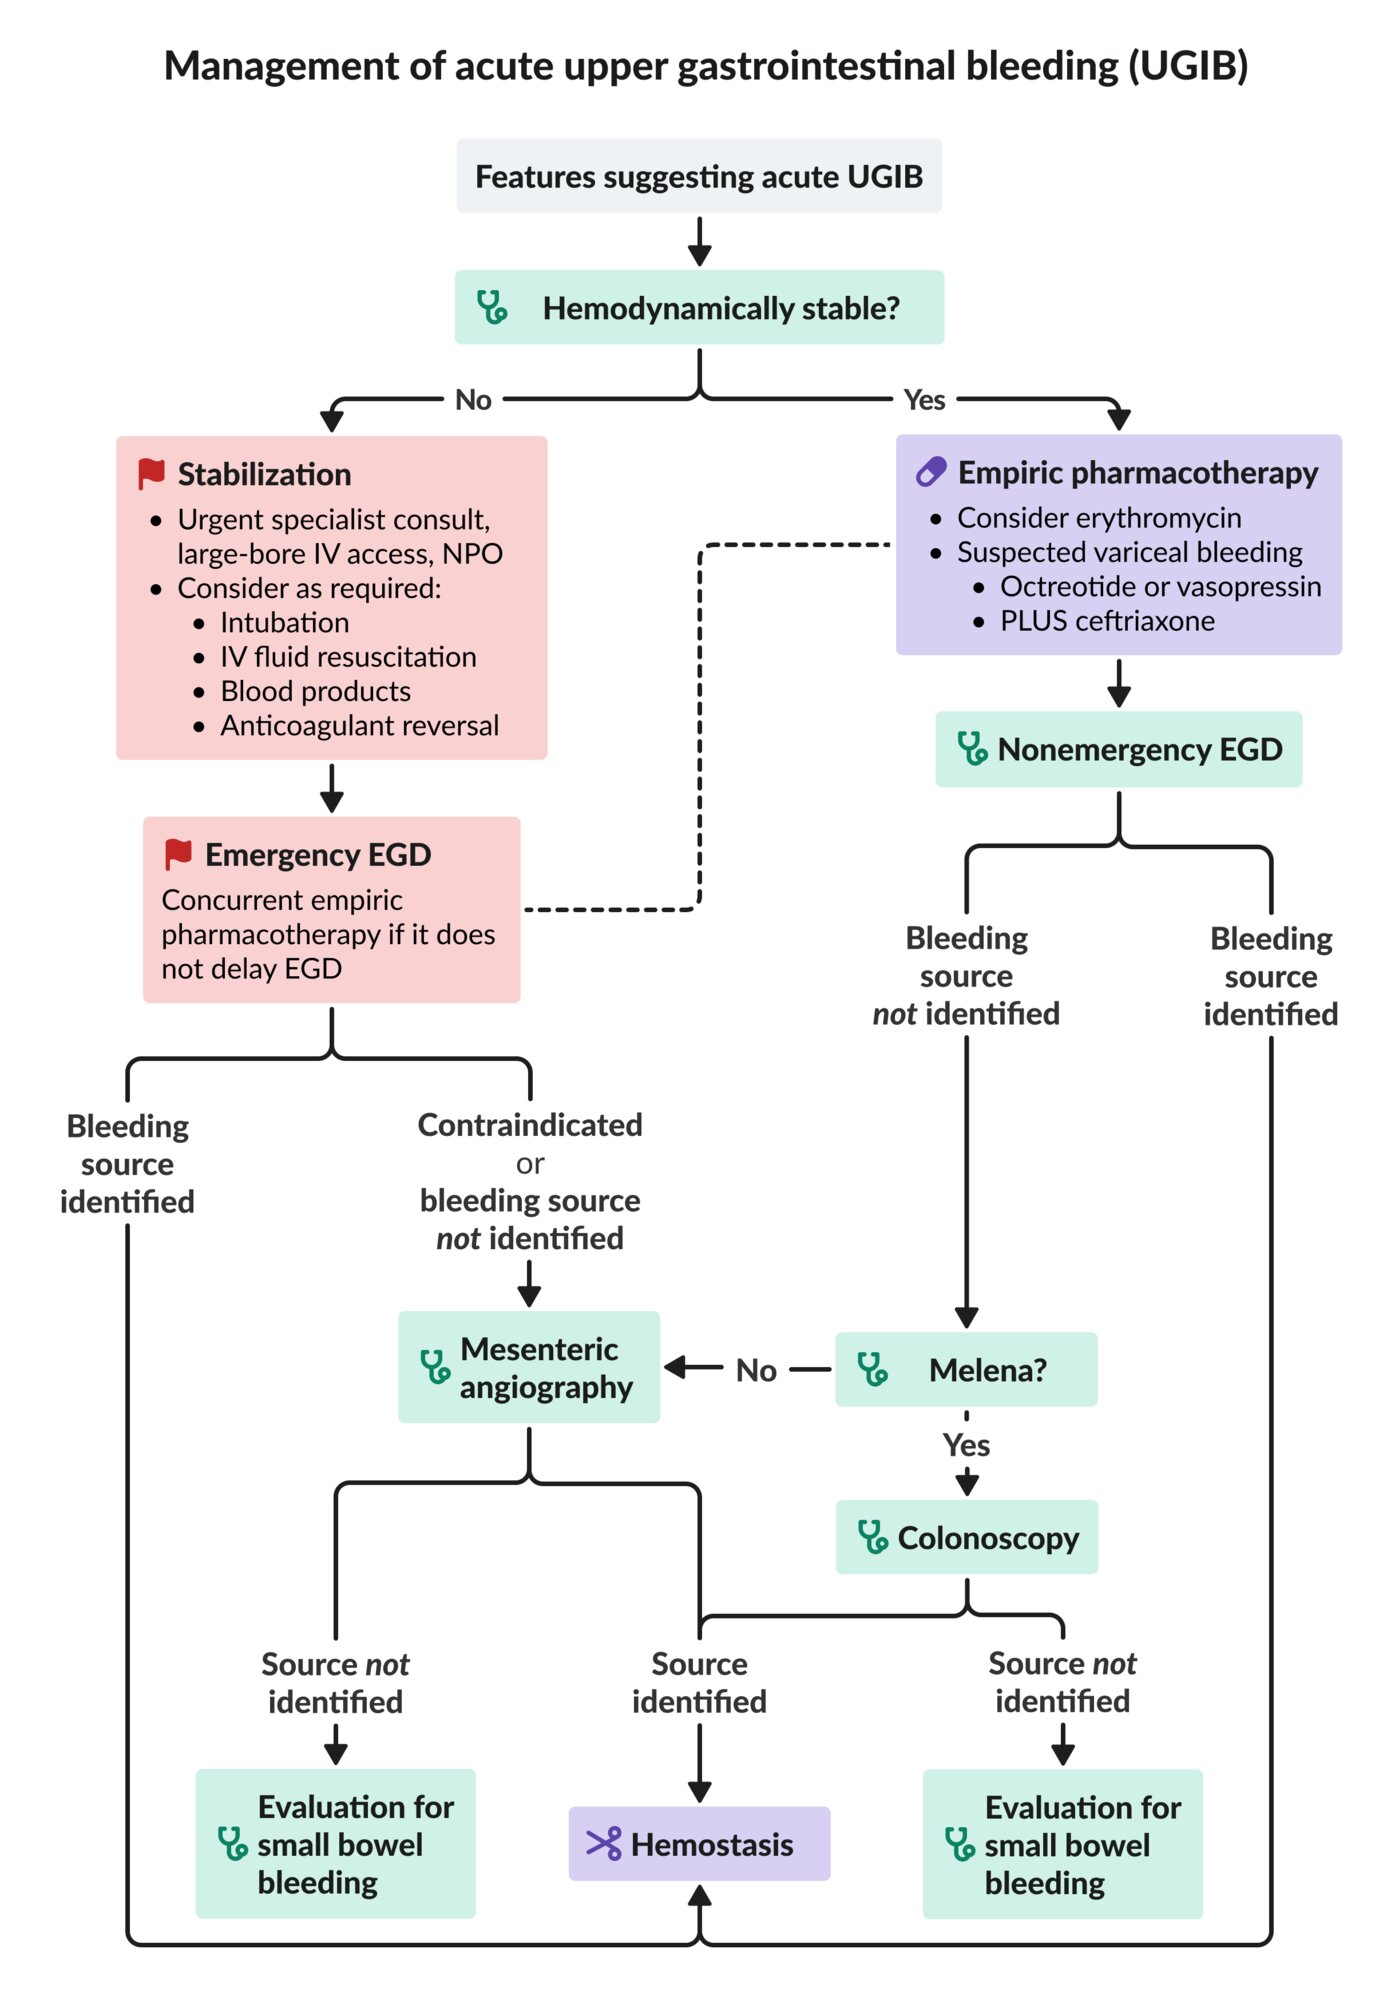 Management of acute upper gastrointestinal bleeding (UGIB)
Features suggesting acute UGIB
Hemodynamically stable?
No
Yes
Stabilization
• Urgent specialist consult,
large-bore IV access, NPO
• Consider as required:
• Intubation
• IV fluid resuscitation
• Blood products
• Anticoagulant reversal
Empiric pharmacotherapy
• Consider erythromycin
• Suspected variceal bleeding
• Octreotide or vasopressin
• PLUS ceftriaxone
Nonemergency EGD
Emergency EGD
Concurrent empiric
pharmacotherapy if it does
not delay EGD
Bleeding
source
not identified
Bleeding
source
identified
Bleeding
source
identified
Contraindicated
or
bleeding source
not identified
Mesenteric
angiography
No
Melena?
Yes
Colonoscopy
Source not
identified
Source
identified
Source not
identified
Evaluation for
small bowel
bleeding
Hemostasis
Evaluation for
small bowel
bleeding